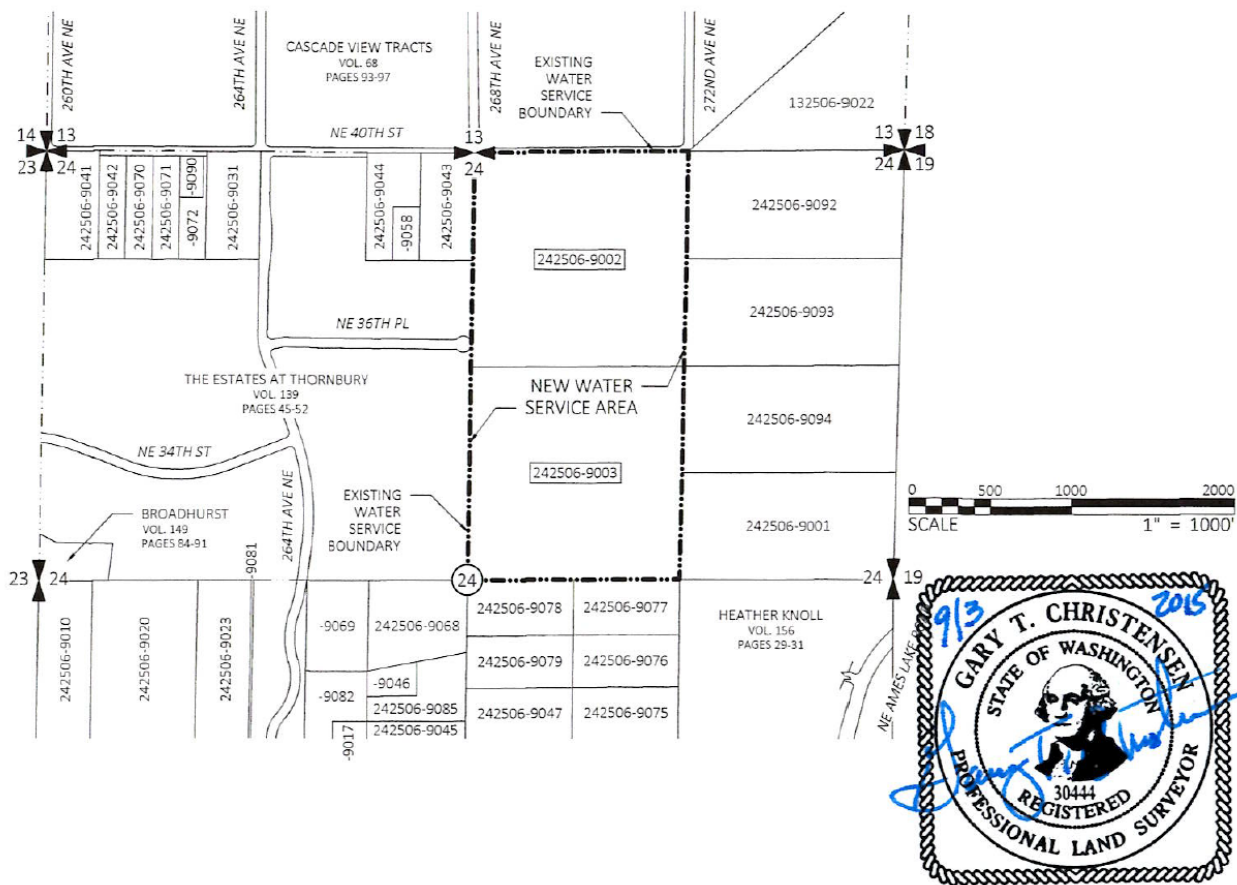 260TH AVE NE
264TH AVE NE
CASCADE VIEW TRACTS
VOL. 68
PAGES 93-97
268TH AVE NE
EXISTING
WATER
SERVICE
BOUNDARY
272ND AVE NE
132506-9022
NE 40TH ST
14 13
23 24
13
24
13 18
24 19
242506-9041
242506-9042
242506-9070
242506-9071
-9090
-9072
242506-9031
242506-9044
-9058
242506-9043
242506-9092
242506-9002
242506-9093
NE 36TH PL
THE ESTATES AT THORNBURY
VOL. 139
PAGES 45-52
NEW WATER
SERVICE AREA
242506-9094
NE 34TH ST
242506-9003
EXISTING
WATER
SERVICE
BOUNDARY
264TH AVE NE
BROADHURST
VOL. 149
PAGES 84-91
-9081
242506-9001
0 500 1000 2000
SCALE 1" = 1000'
23 24
24
24 19
242506-9010
242506-9020
242506-9023
-9069
242506-9068
242506-9078
242506-9077
HEATHER KNOLL
VOL. 156
PAGES 29-31
-9082
-9046
242506-9079
242506-9076
242506-9085
242506-9045
-9017
242506-9047
242506-9075
NE AMES LAKE
9/3 2015
GARY T. CHRISTENSEN
STATE OF WASHINGTON
30444
REGISTERED
PROFESSIONAL LAND SURVEYOR